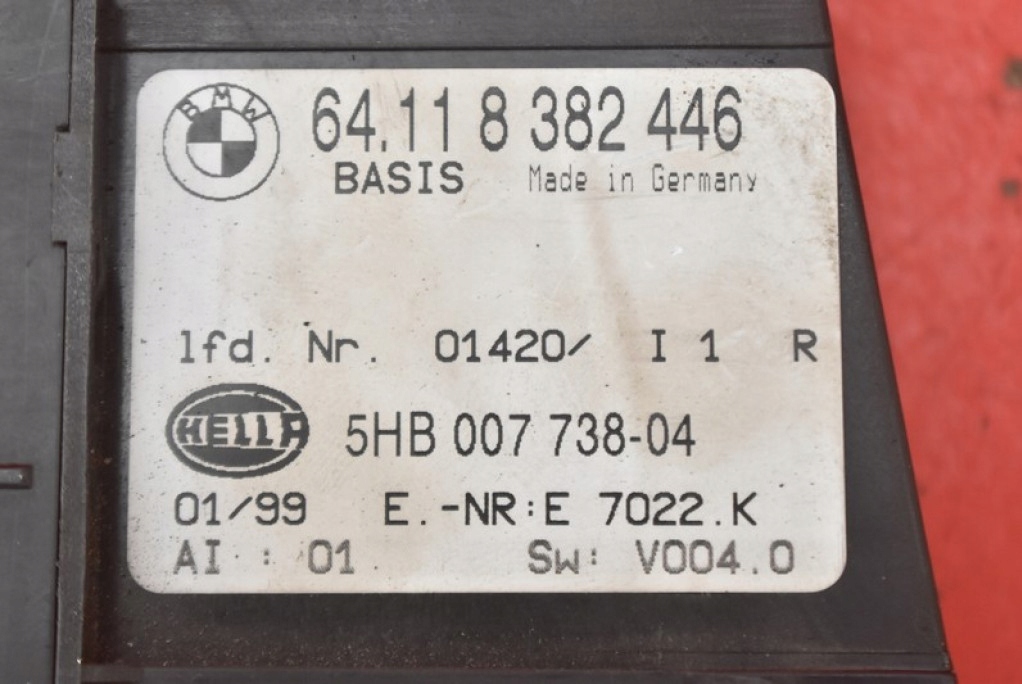 BMW 64.11 8 382 446
BASIS Made in Germany
lfd. Nr. 01420/ I 1 R
HELLA 5HB 007 738-04
01/99 E.-NR:E 7022.K
AI : 01 Sw: V004.0